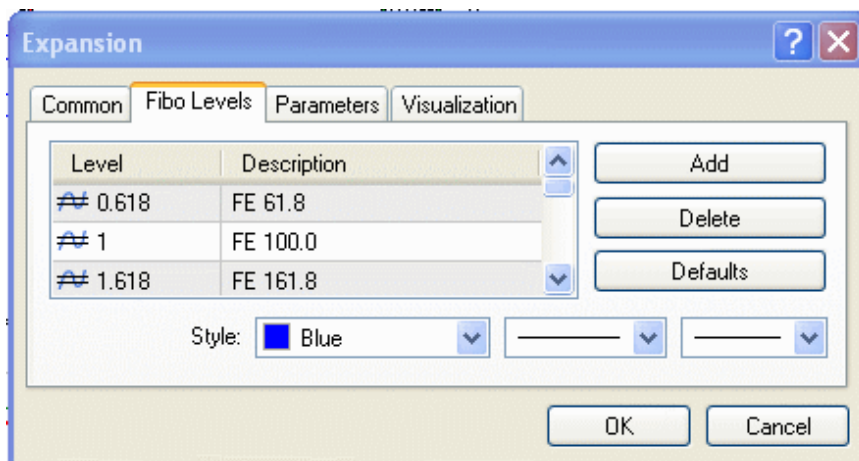 Expansion
Common Fibo Levels Parameters Visualization
Level Description
0.618 FE 61.8
1 FE 100.0
1.618 FE 161.8
Add
Delete
Defaults
Style: Blue
OK Cancel